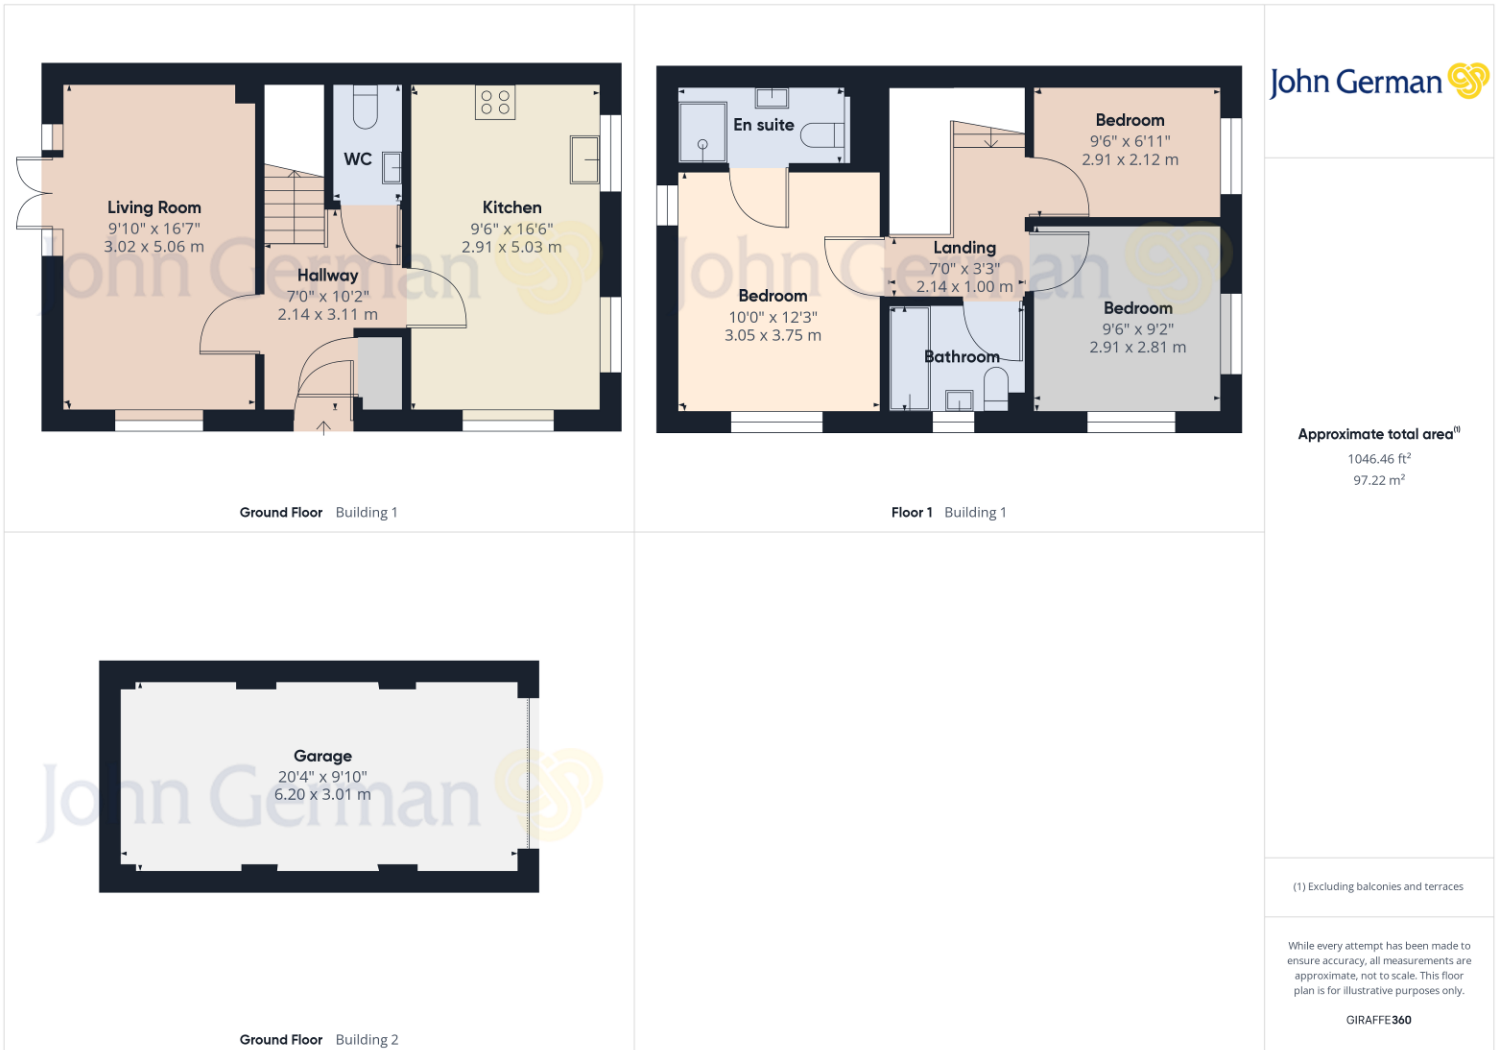 Living Room
9'10" x 16'7"
3.02 x 5.06 m
WC
Hallway
7'0" x 10'2"
2.14 x 3.11 m
Kitchen
9'6" x 16'6"
2.91 x 5.03 m
John German
Ground Floor Building 1
En suite
Bedroom
10'0" x 12'3"
3.05 x 3.75 m
Landing
7'0" x 3'3"
2.14 x 1.00 m
Bathroom
Bedroom
9'6" x 6'11"
2.91 x 2.12 m
Bedroom
9'6" x 9'2"
2.91 x 2.81 m
John German
Floor 1 Building 1
Garage
20'4" x 9'10"
6.20 x 3.01 m
John German
Ground Floor Building 2
John German
Approximate total area(1)
1046.46 ft²
97.22 m²
(1) Excluding balconies and terraces
While every attempt has been made to
ensure accuracy, all measurements are
approximate, not to scale. This floor
plan is for illustrative purposes only.
GIRAFFE360